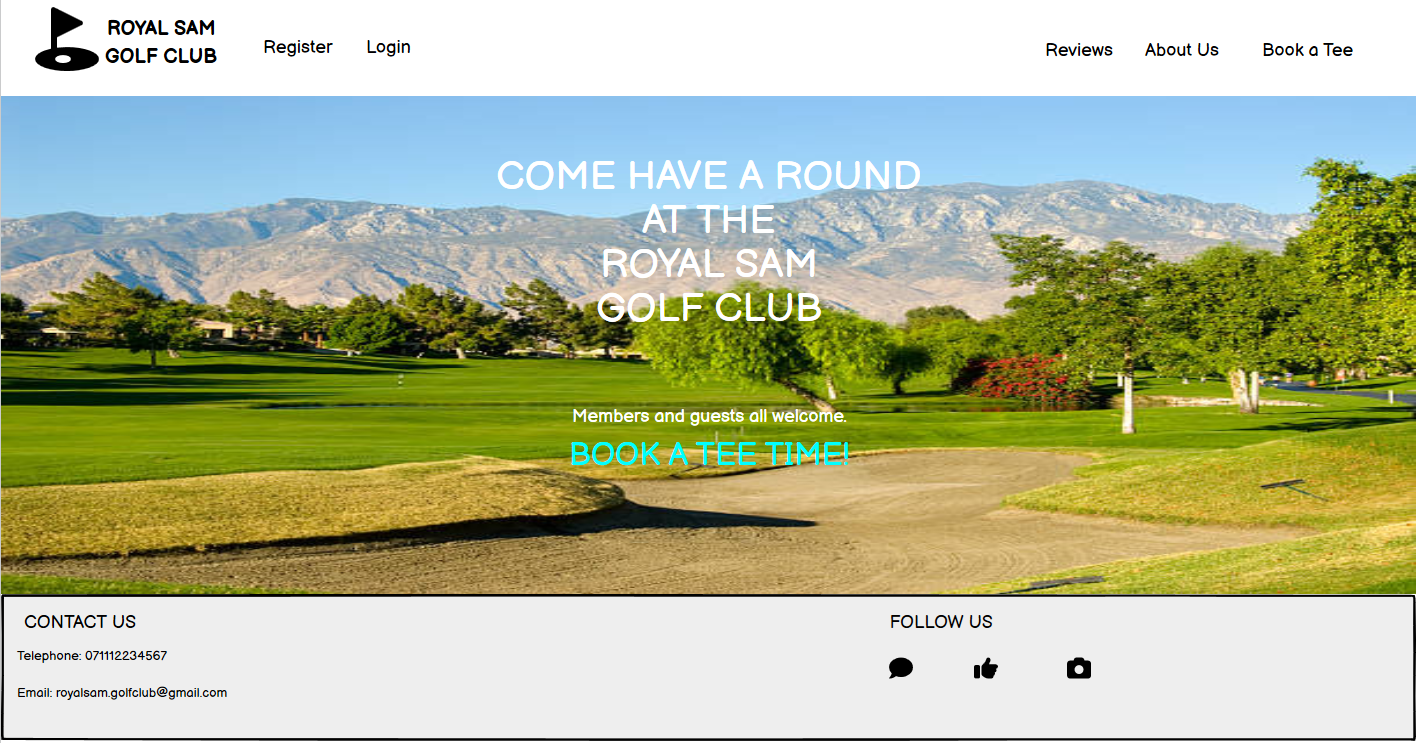 ROYAL SAM
GOLF CLUB
Register
Login
Reviews
About Us
Book a Tee
COME HAVE A ROUND
AT THE
ROYAL SAM
GOLF CLUB
Members and guests all welcome.
BOOK A TEE TIME!
CONTACT US
Telephone: 071112234567
Email: royalsam.golfclub@gmail.com
FOLLOW US